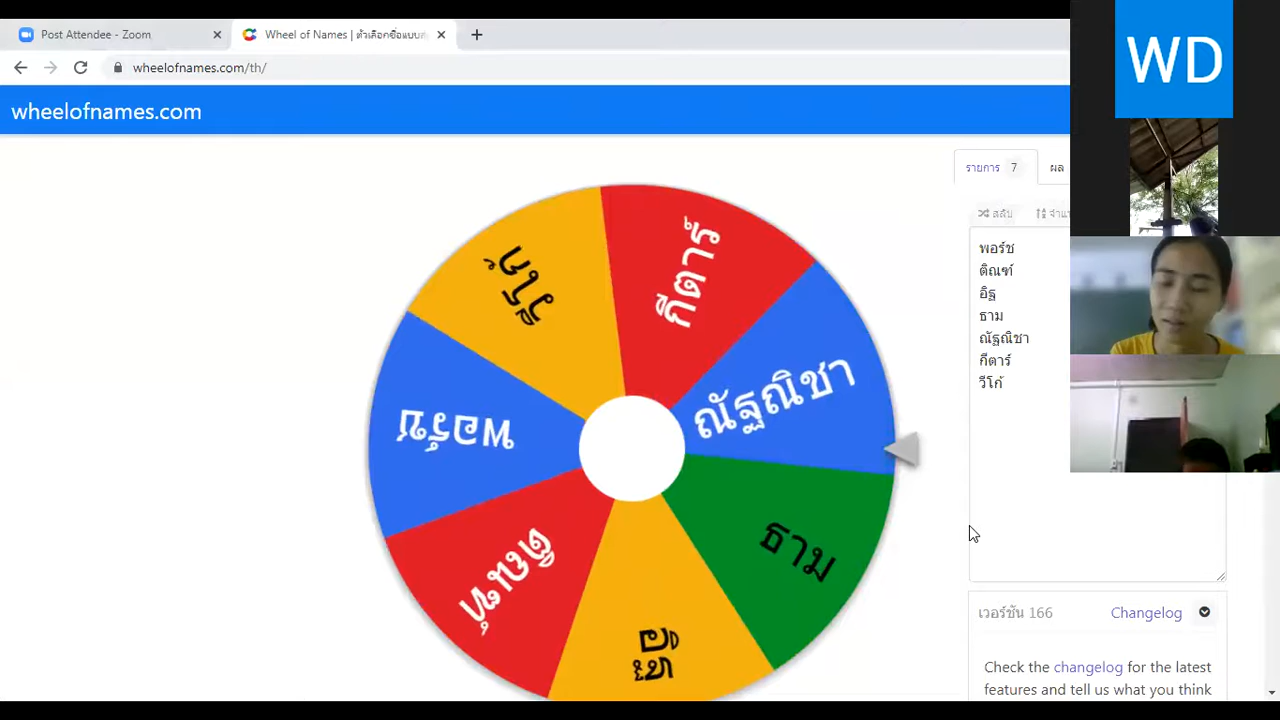 Post Attendee - Zoom
Wheel of Names | ตัวเลือกชื่อแบบ
wheelofnames.com/th/
wheelofnames.com
WD
รายการ 7
ผล
สลับ
พอร์ช
ติณฑ์
อิฐ
ธาม
ณัฐณิชา
กีตาร์
วีโก้
กีตาร์
วีโก้
ณัฐณิชา
พอร์ช
ธาม
ติณฑ์
อิฐ
เวอร์ชัน 166
Changelog
Check the changelog for the latest
features and tell us what you think